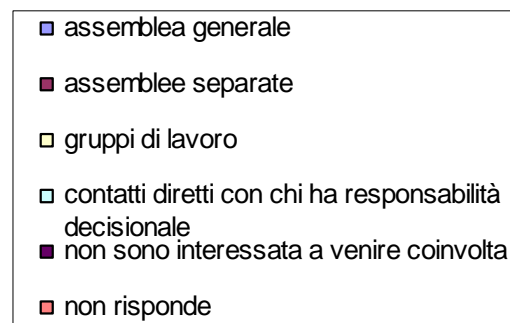 assemblea generale
assemblee separate
gruppi di lavoro
contatti diretti con chi ha responsabilità
decisionale
non sono interessata a venire coinvolta
non risponde